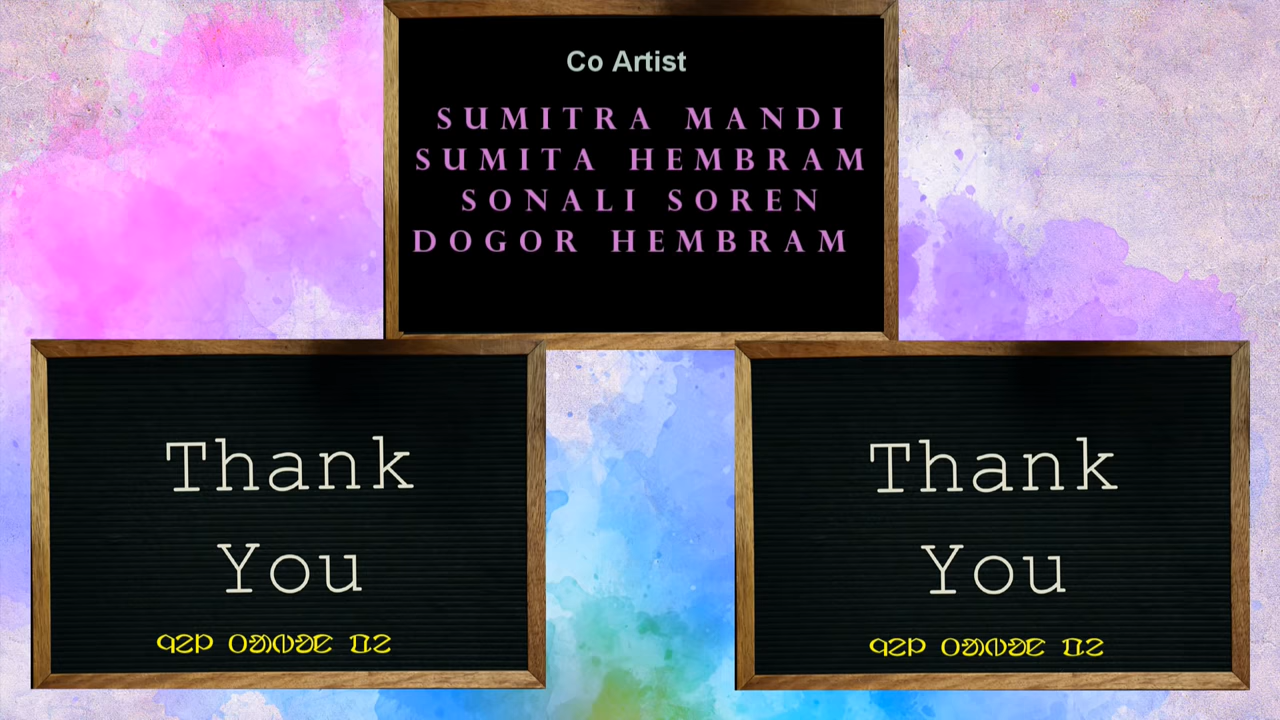 Co Artist
SUMITRA MANDI
SUMITA HEMBRAM
SONALI SOREN
DOGOR HEMBRAM
Thank
You
Thank
You